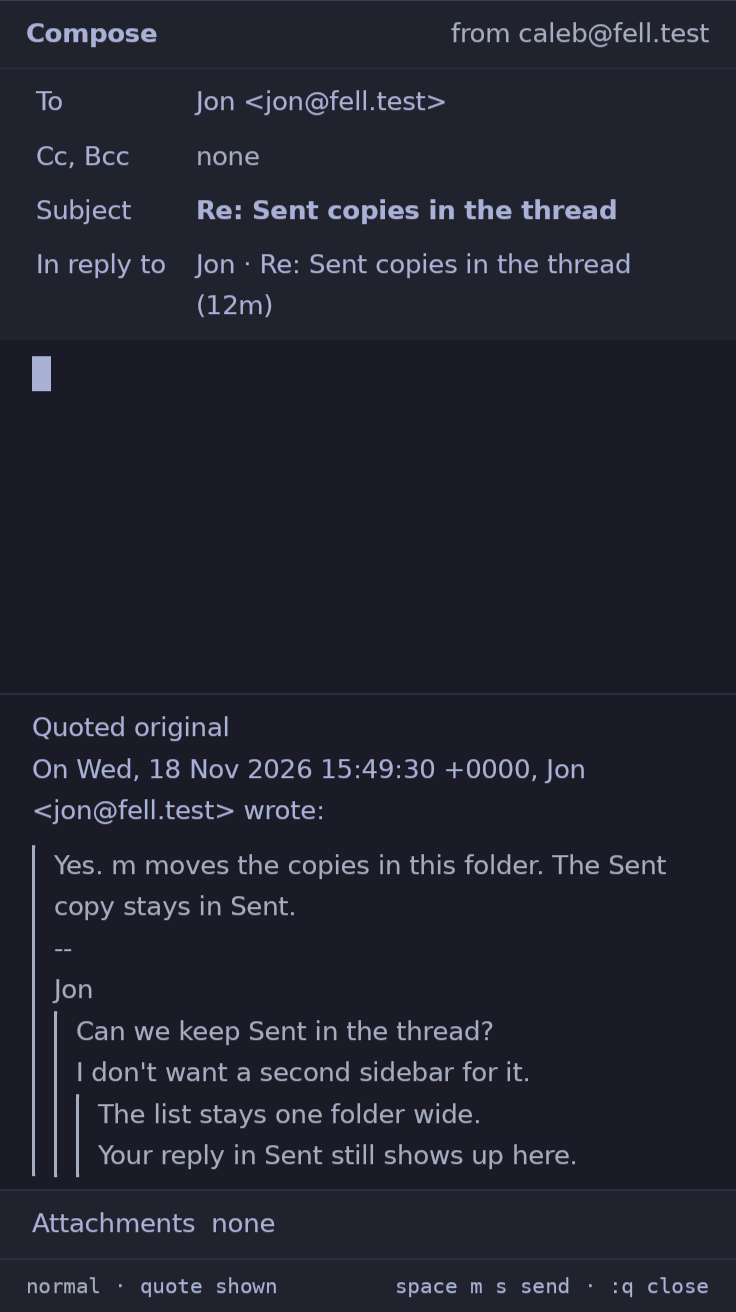 Compose from caleb@fell.test
To Jon <jon@fell.test>
Cc, Bcc none
Subject Re: Sent copies in the thread
In reply to Jon · Re: Sent copies in the thread
(12m)
Quoted original
On Wed, 18 Nov 2026 15:49:30 +0000, Jon
<jon@fell.test> wrote:
Yes. m moves the copies in this folder. The Sent
copy stays in Sent.
--
Jon
Can we keep Sent in the thread?
I don't want a second sidebar for it.
The list stays one folder wide.
Your reply in Sent still shows up here.
Attachments none
normal · quote shown space m s send · :q close